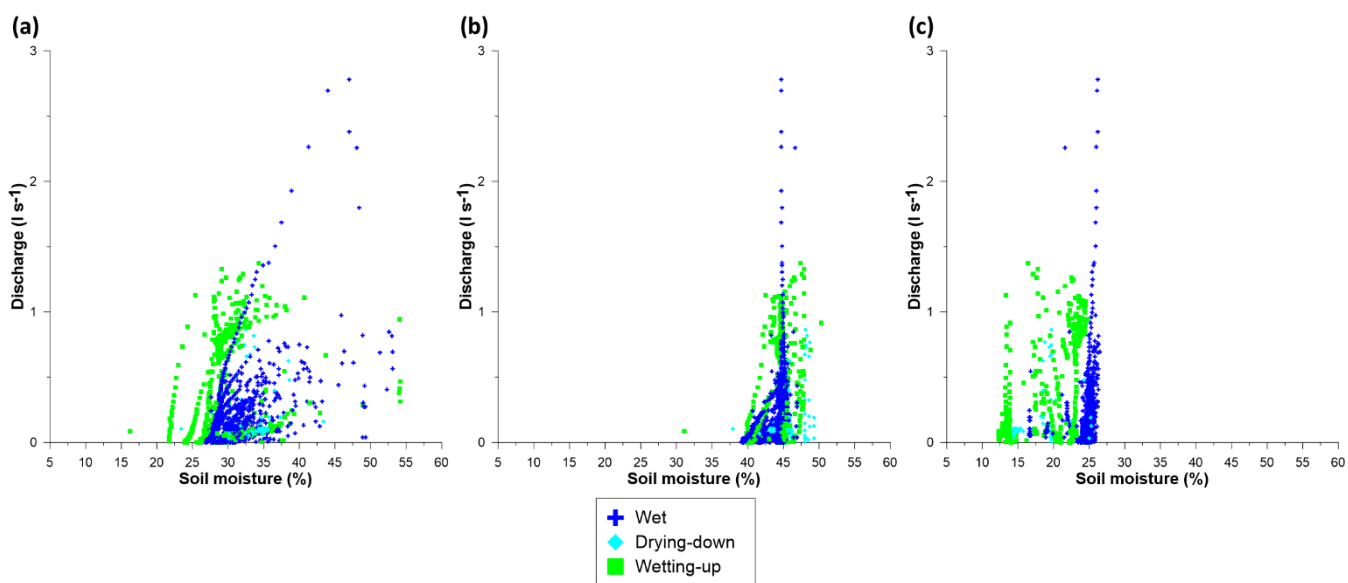 (a)
3
2
1
0
Discharge (l s-1)
5 10 15 20 25 30 35 40 45 50 55 60
Soil moisture (%)
(b)
3
2
1
0
Discharge (l s-1)
5 10 15 20 25 30 35 40 45 50 55 60
Soil moisture (%)
(c)
3
2
1
0
Discharge (l s-1)
5 10 15 20 25 30 35 40 45 50 55 60
Soil moisture (%)
Wet
Drying-down
Wetting-up